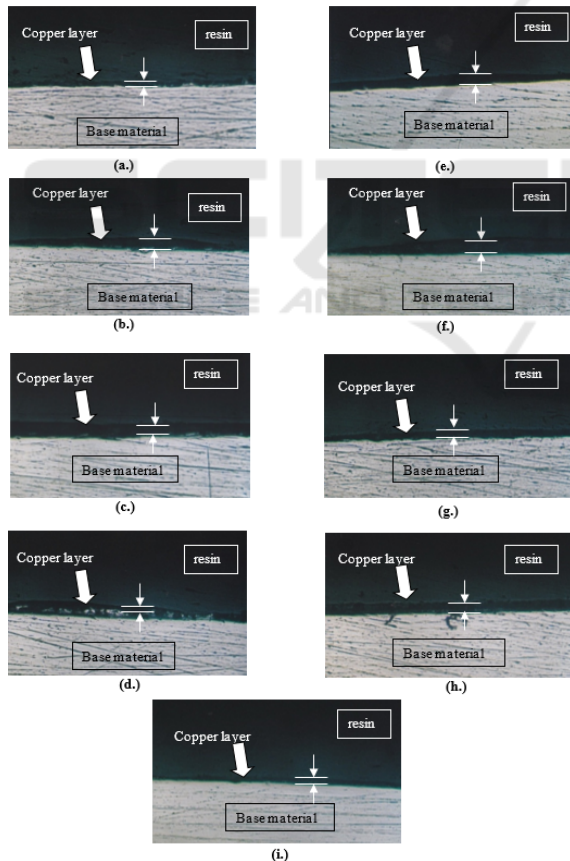 Copper layer
resin
Base material
(a.)
Copper layer
resin
Base material
(e.)
Copper layer
resin
Base material
(b.)
Copper layer
resin
Base material
(f.)
Copper layer
resin
Base material
(c.)
Copper layer
resin
Base material
(g.)
Copper layer
resin
Base material
(d.)
Copper layer
resin
Base material
(h.)
Copper layer
resin
Base material
(i.)